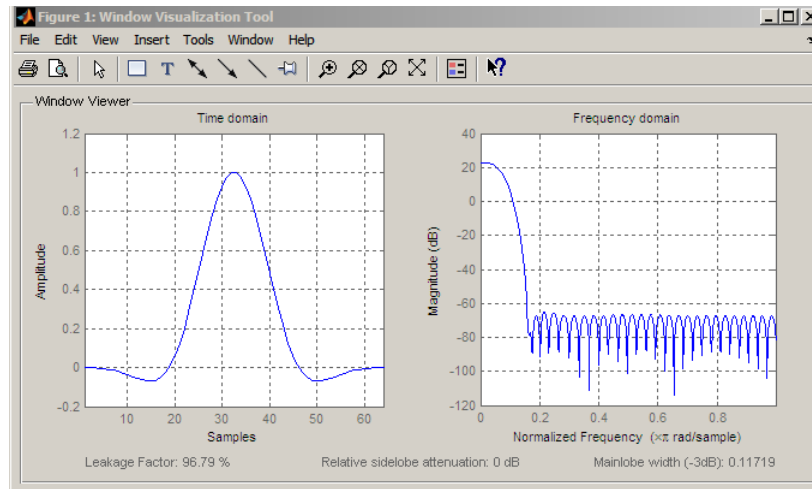 Figure 1: Window Visualization Tool
File Edit View Insert Tools Window Help
T
Window Viewer
Time domain
1.2
1
0.8
0.6
0.4
0.2
0
-0.2
Amplitude
10 20 30 40 50 60
Samples
Frequency domain
40
20
0
-20
-40
-60
-80
-100
-120
Magnitude (dB)
0 0.2 0.4 0.6 0.8
Normalized Frequency (×π rad/sample)
Leakage Factor: 96.79 % Relative sidelobe attenuation: 0 dB Mainlobe width (-3dB): 0.11719